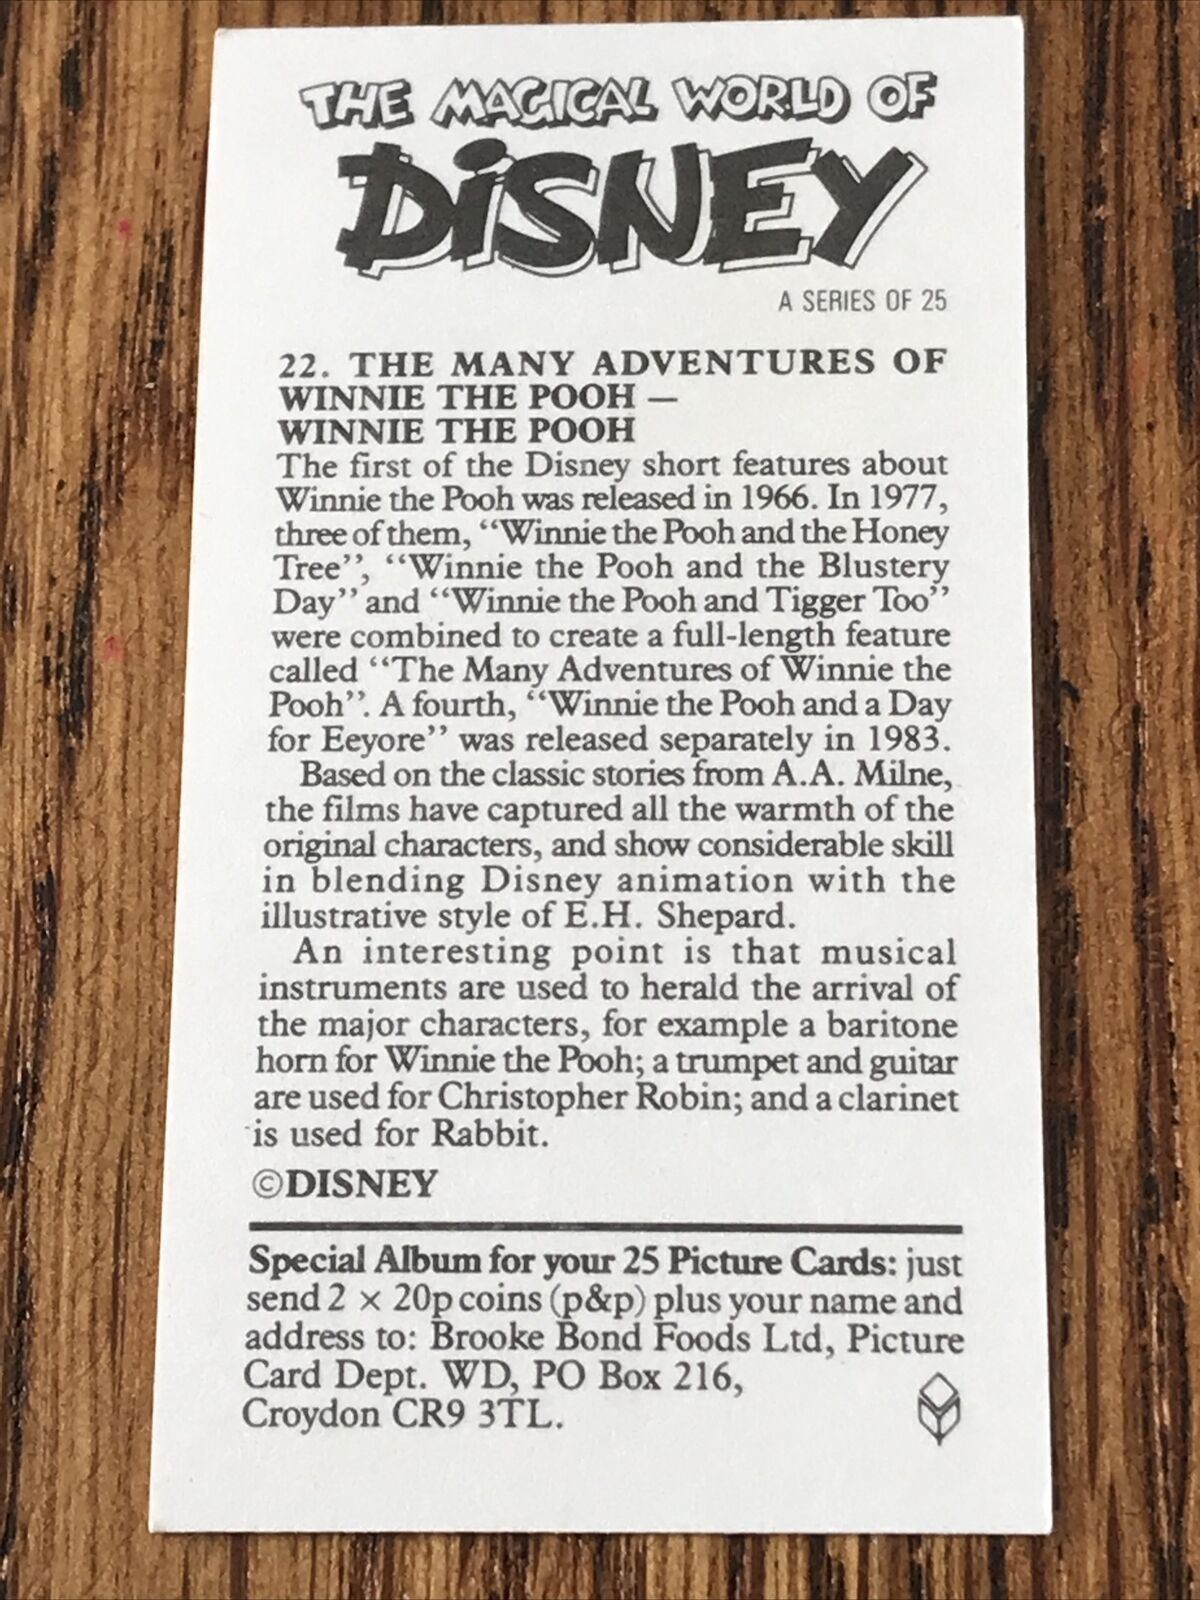 THE MAGICAL WORLD OF
DiSNEY
A SERIES OF 25
22. THE MANY ADVENTURES OF
WINNIE THE POOH —
WINNIE THE POOH
The first of the Disney short features about
Winnie the Pooh was released in 1966. In 1977,
three of them, “Winnie the Pooh and the Honey
Tree”, “Winnie the Pooh and the Blustery
Day” and “Winnie the Pooh and Tigger Too”
were combined to create a full-length feature
called “The Many Adventures of Winnie the
Pooh”. A fourth, “Winnie the Pooh and a Day
for Eeyore” was released separately in 1983.
Based on the classic stories from A.A. Milne,
the films have captured all the warmth of the
original characters, and show considerable skill
in blending Disney animation with the
illustrative style of E.H. Shepard.
An interesting point is that musical
instruments are used to herald the arrival of
the major characters, for example a baritone
horn for Winnie the Pooh; a trumpet and guitar
are used for Christopher Robin; and a clarinet
is used for Rabbit.
©DISNEY
Special Album for your 25 Picture Cards: just
send 2 × 20p coins (p&p) plus your name and
address to: Brooke Bond Foods Ltd, Picture
Card Dept. WD, PO Box 216,
Croydon CR9 3TL.